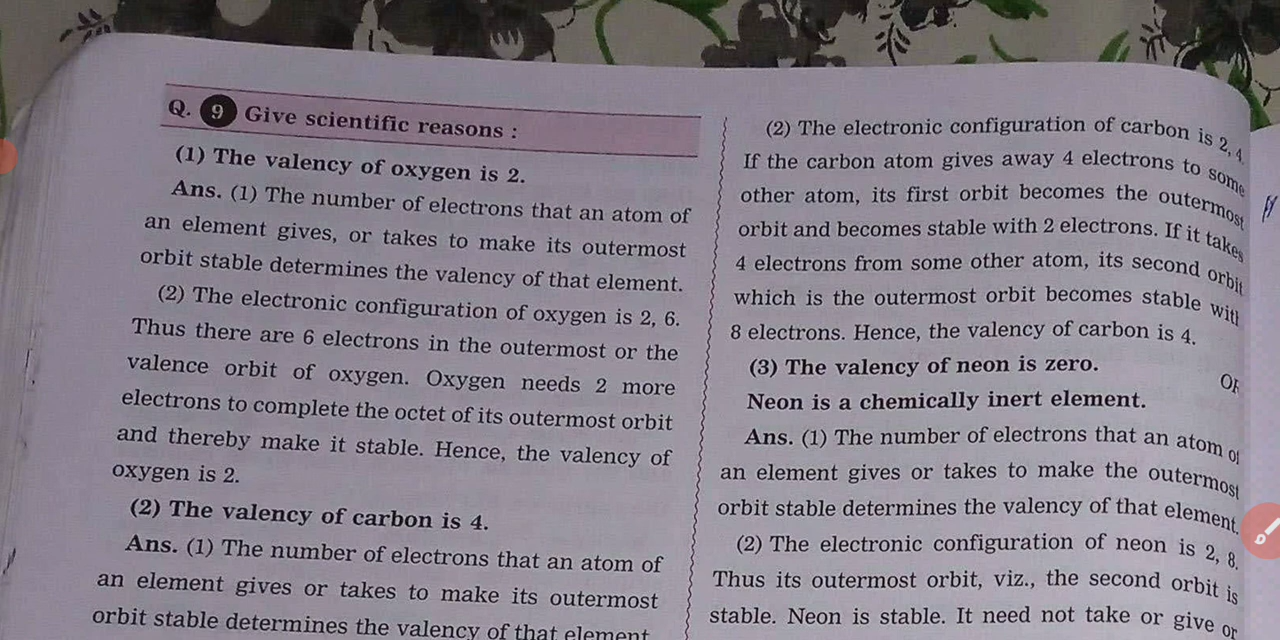 Q. 9 Give scientific reasons :
(1) The valency of oxygen is 2.
Ans. (1) The number of electrons that an atom of
an element gives, or takes to make its outermost
orbit stable determines the valency of that element.
(2) The electronic configuration of oxygen is 2, 6.
Thus there are 6 electrons in the outermost or the
valence orbit of oxygen. Oxygen needs 2 more
electrons to complete the octet of its outermost orbit
and thereby make it stable. Hence, the valency of
oxygen is 2.
(2) The valency of carbon is 4.
Ans. (1) The number of electrons that an atom of
an element gives or takes to make its outermost
orbit stable determines the valency of that element
(2) The electronic configuration of carbon is 2, 4.
If the carbon atom gives away 4 electrons to some
other atom, its first orbit becomes the outermost
orbit and becomes stable with 2 electrons. If it takes
4 electrons from some other atom, its second orbit
which is the outermost orbit becomes stable with
8 electrons. Hence, the valency of carbon is 4.
(3) The valency of neon is zero.
OR
Neon is a chemically inert element.
Ans. (1) The number of electrons that an atom of
an element gives or takes to make the outermost
orbit stable determines the valency of that element.
(2) The electronic configuration of neon is 2, 8.
Thus its outermost orbit, viz., the second orbit is
stable. Neon is stable. It need not take or give or